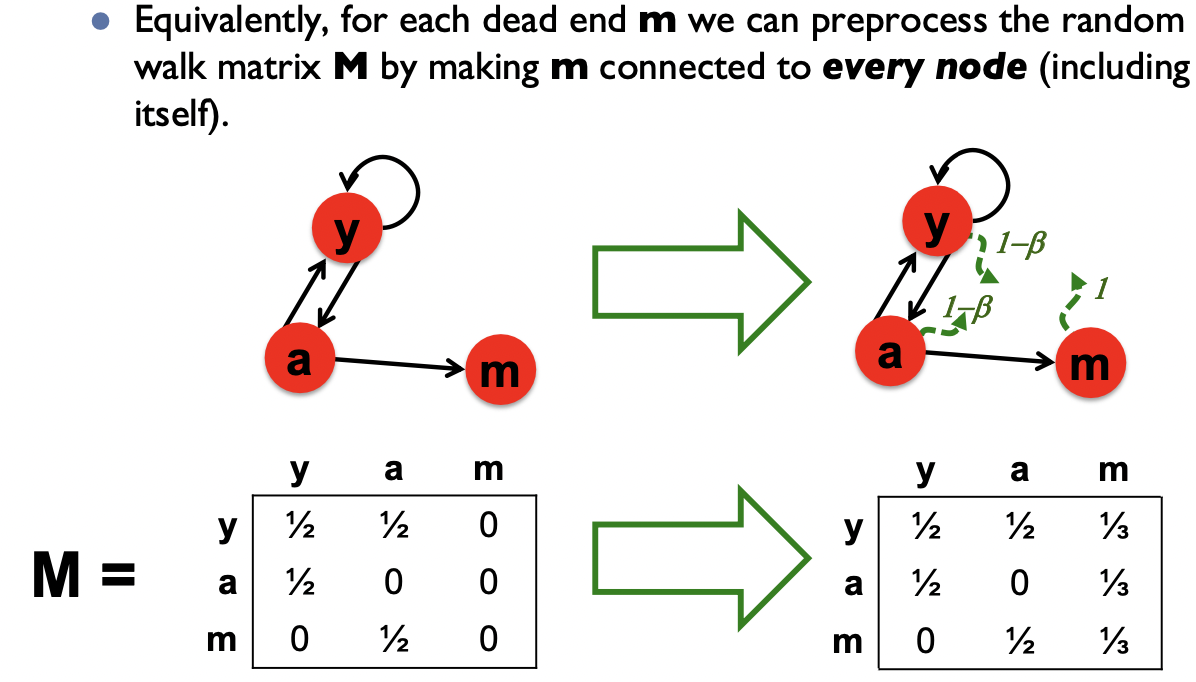 • Equivalently, for each dead end m we can preprocess the random
walk matrix M by making m connected to every node (including
itself).
y
a
m
y
1–β
1–β
1
a
m
y a m
y ½ ½ 0
M = a ½ 0 0
m 0 ½ 0
y a m
y ½ ½ ⅓
a ½ 0 ⅓
m 0 ½ ⅓